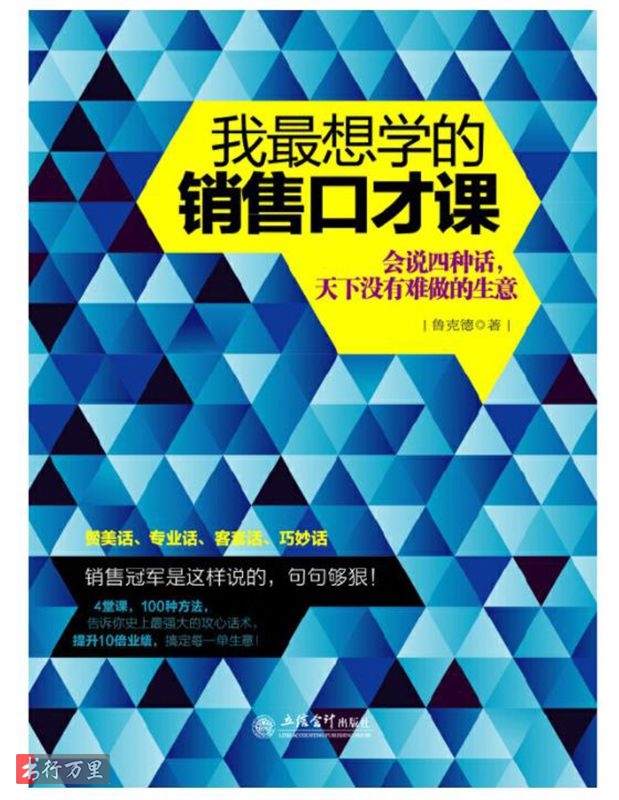 我最想学的
销售口才课
会说四种话，
天下没有难做的生意
| 鲁克德◎著 |
赞美话、专业话、客套话、巧妙话
销售冠军是这样说的，句句够狠！
4堂课，100种方法，
告诉你史上最强大的攻心话术，
提升10倍业绩，搞定每一单生意！
立信会计出版社
LIXIN ACCOUNTING PUBLISHING HOUSE
书行万里